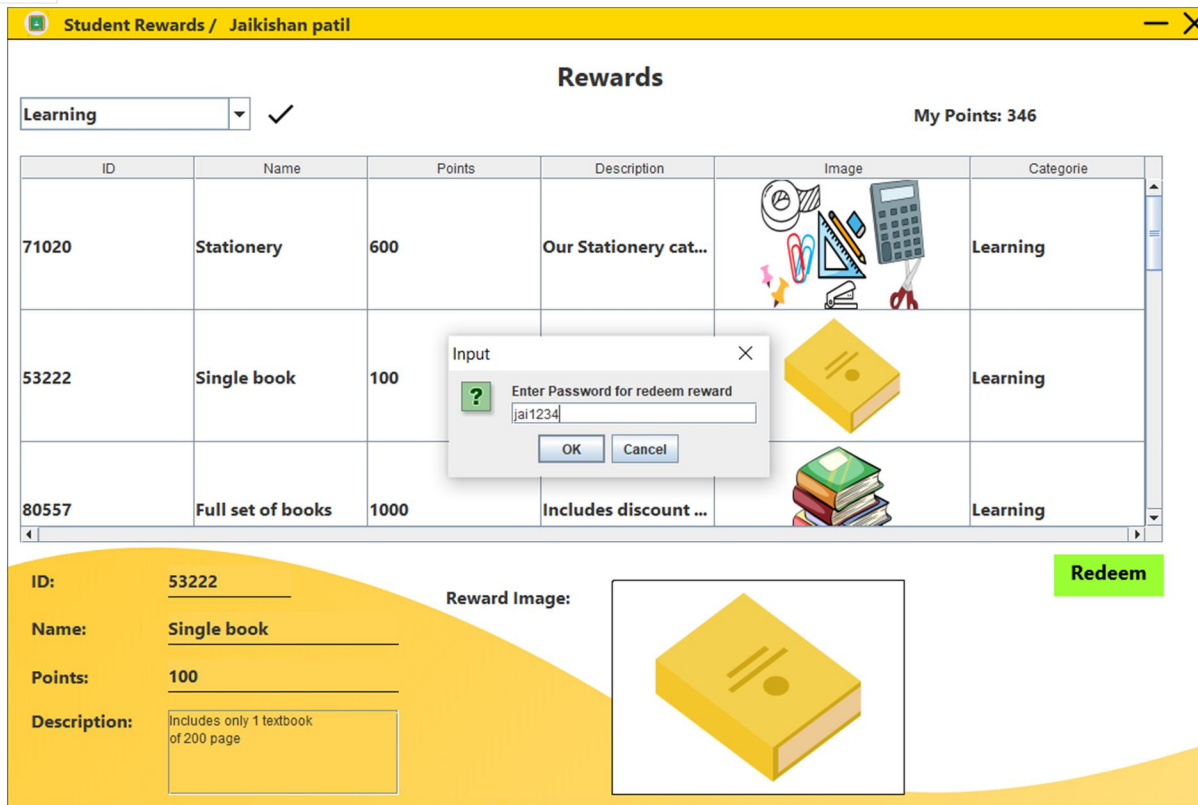 Student Rewards / Jaikishan patil
Rewards
Learning
My Points: 346
ID Name Points Description Image Categorie
71020 Stationery 600 Our Stationery cat... Learning
53222 Single book 100 Learning
Input
Enter Password for redeem reward
jai1234
OK Cancel
80557 Full set of books 1000 Includes discount ... Learning
Redeem
ID: 53222
Reward Image:
Name: Single book
Points: 100
Description: Includes only 1 textbook
of 200 page